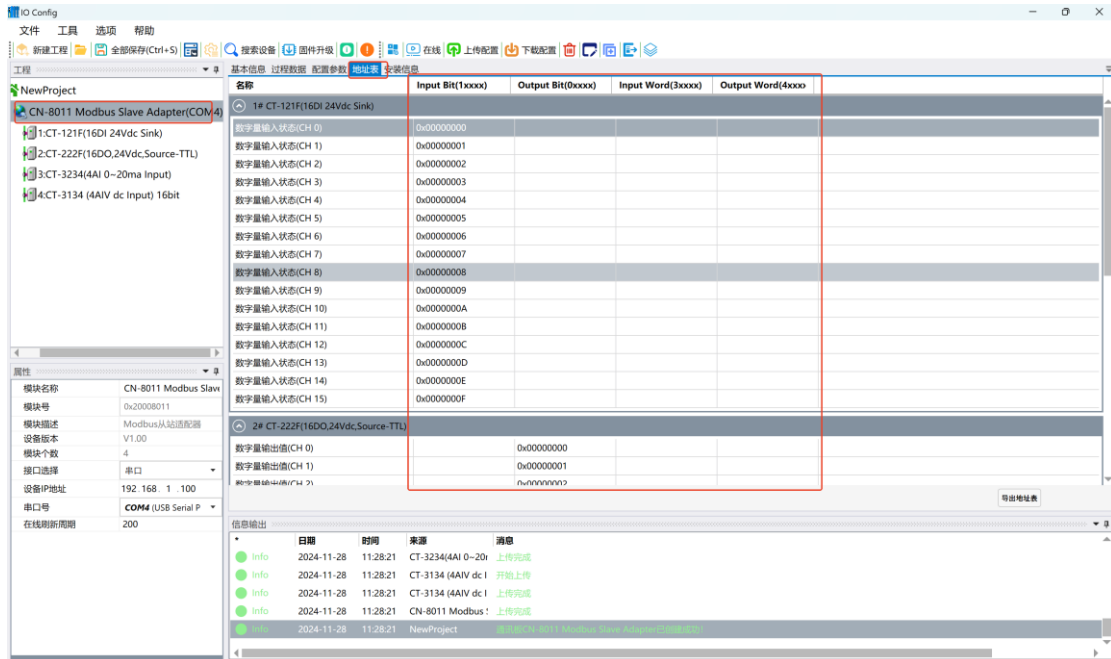 IO Config
文件 工具 选项 帮助
新建工程 全部保存(Ctrl+S) 搜索设备 固件升级 在线 上传配置 下载配置
工程
NewProject
CN-8011 Modbus Slave Adapter(COM4)
1:CT-121F(16DI 24Vdc Sink)
2:CT-222F(16DO,24Vdc,Source-TTL)
3:CT-3234(4AI 0~20ma Input)
4:CT-3134 (4AIV dc Input) 16bit
属性
模块名称 CN-8011 Modbus Slave
模块号 0x20008011
模块描述 Modbus从站适配器
设备版本 V1.00
模块个数 4
接口选择 串口
设备IP地址 192.168. 1 .100
串口号 COM4 (USB Serial P
在线刷新周期 200
基本信息 过程数据 配置参数 地址表 安装信息
名称 Input Bit(1xxxx) Output Bit(0xxxx) Input Word(3xxxx) Output Word(4xxxx)
1# CT-121F(16DI 24Vdc Sink)
数字量输入状态(CH 0) 0x00000000
数字量输入状态(CH 1) 0x00000001
数字量输入状态(CH 2) 0x00000002
数字量输入状态(CH 3) 0x00000003
数字量输入状态(CH 4) 0x00000004
数字量输入状态(CH 5) 0x00000005
数字量输入状态(CH 6) 0x00000006
数字量输入状态(CH 7) 0x00000007
数字量输入状态(CH 8) 0x00000008
数字量输入状态(CH 9) 0x00000009
数字量输入状态(CH 10) 0x0000000A
数字量输入状态(CH 11) 0x0000000B
数字量输入状态(CH 12) 0x0000000C
数字量输入状态(CH 13) 0x0000000D
数字量输入状态(CH 14) 0x0000000E
数字量输入状态(CH 15) 0x0000000F
2# CT-222F(16DO,24Vdc,Source-TTL)
数字量输出值(CH 0) 0x00000000
数字量输出值(CH 1) 0x00000001
数字量输出值(CH 2) 0x00000002
导出地址表
信息输出
* 日期 时间 来源 消息
Info 2024-11-28 11:28:21 CT-3234(4AI 0~20r 上传完成
Info 2024-11-28 11:28:21 CT-3134 (4AIV dc I 开始上传
Info 2024-11-28 11:28:21 CT-3134 (4AIV dc I 上传完成
Info 2024-11-28 11:28:21 CN-8011 Modbus S 上传完成
Info 2024-11-28 11:28:21 NewProject 适配器CN-8011 Modbus Slave Adapter已创建成功!